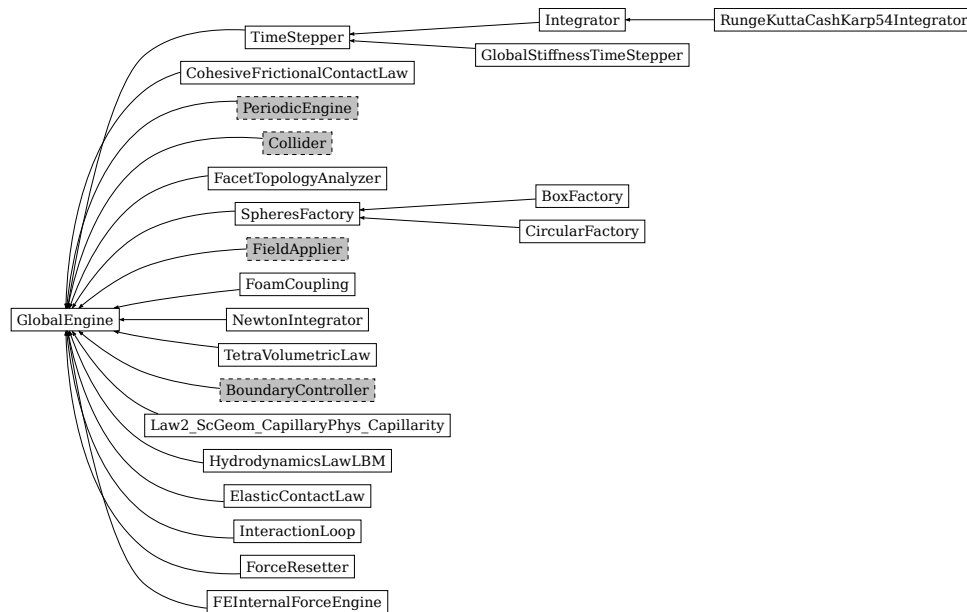 Integrator
RungeKuttaCashKarp54Integrator
TimeStepper
GlobalStiffnessTimeStepper
CohesiveFrictionalContactLaw
PeriodicEngine
Collider
FacetTopologyAnalyzer
BoxFactory
SpheresFactory
CircularFactory
FieldApplier
FoamCoupling
GlobalEngine
NewtonIntegrator
TetraVolumetricLaw
BoundaryController
Law2_ScGeom_CapillaryPhys_Capillarity
HydrodynamicsLawLBM
ElasticContactLaw
InteractionLoop
ForceResetter
FEInternalForceEngine